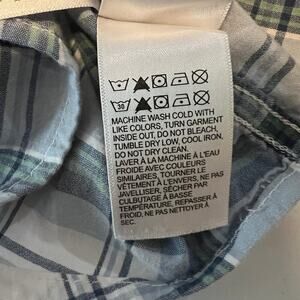 30
MACHINE WASH COLD WITH
LIKE COLORS, TURN GARMENT
INSIDE OUT, DO NOT BLEACH,
TUMBLE DRY LOW, COOL IRON,
DO NOT DRY CLEAN.
LAVER À LA MACHINE À L'EAU
FROIDE AVEC COULEURS
SIMILAIRES, TOURNER LE
VÊTEMENT À L'ENVERS, NE PAS
JAVELLISER, SÉCHER PAR
CULBUTAGE À BASSE
TEMPÉRATURE, REPASSER À
FROID, NE PAS NETTOYER À
SEC.